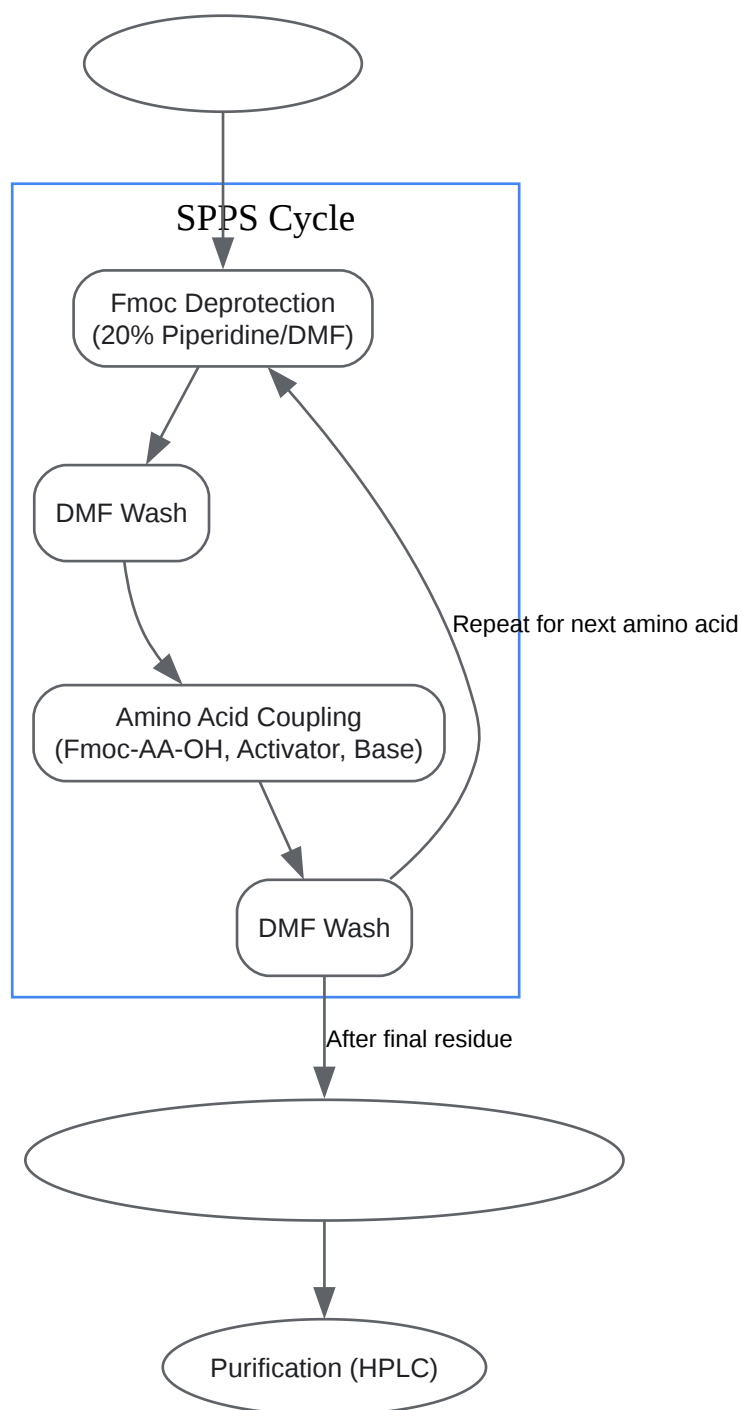 SPPS Cycle
Fmoc Deprotection
(20% Piperidine/DMF)
DMF Wash
Repeat for next amino acid
Amino Acid Coupling
(Fmoc-AA-OH, Activator, Base)
DMF Wash
After final residue
Purification (HPLC)